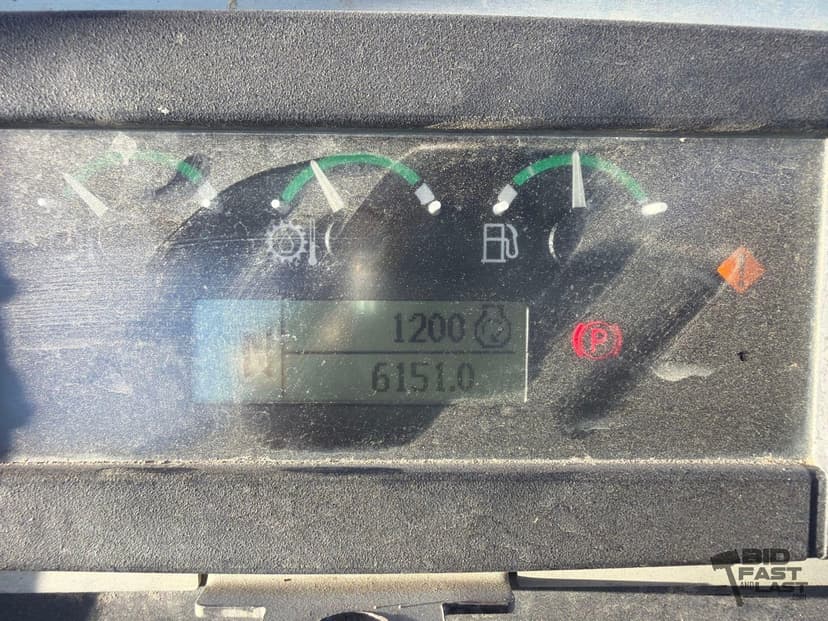 1200
6151.0
P
BID
FAST
AND
LAST